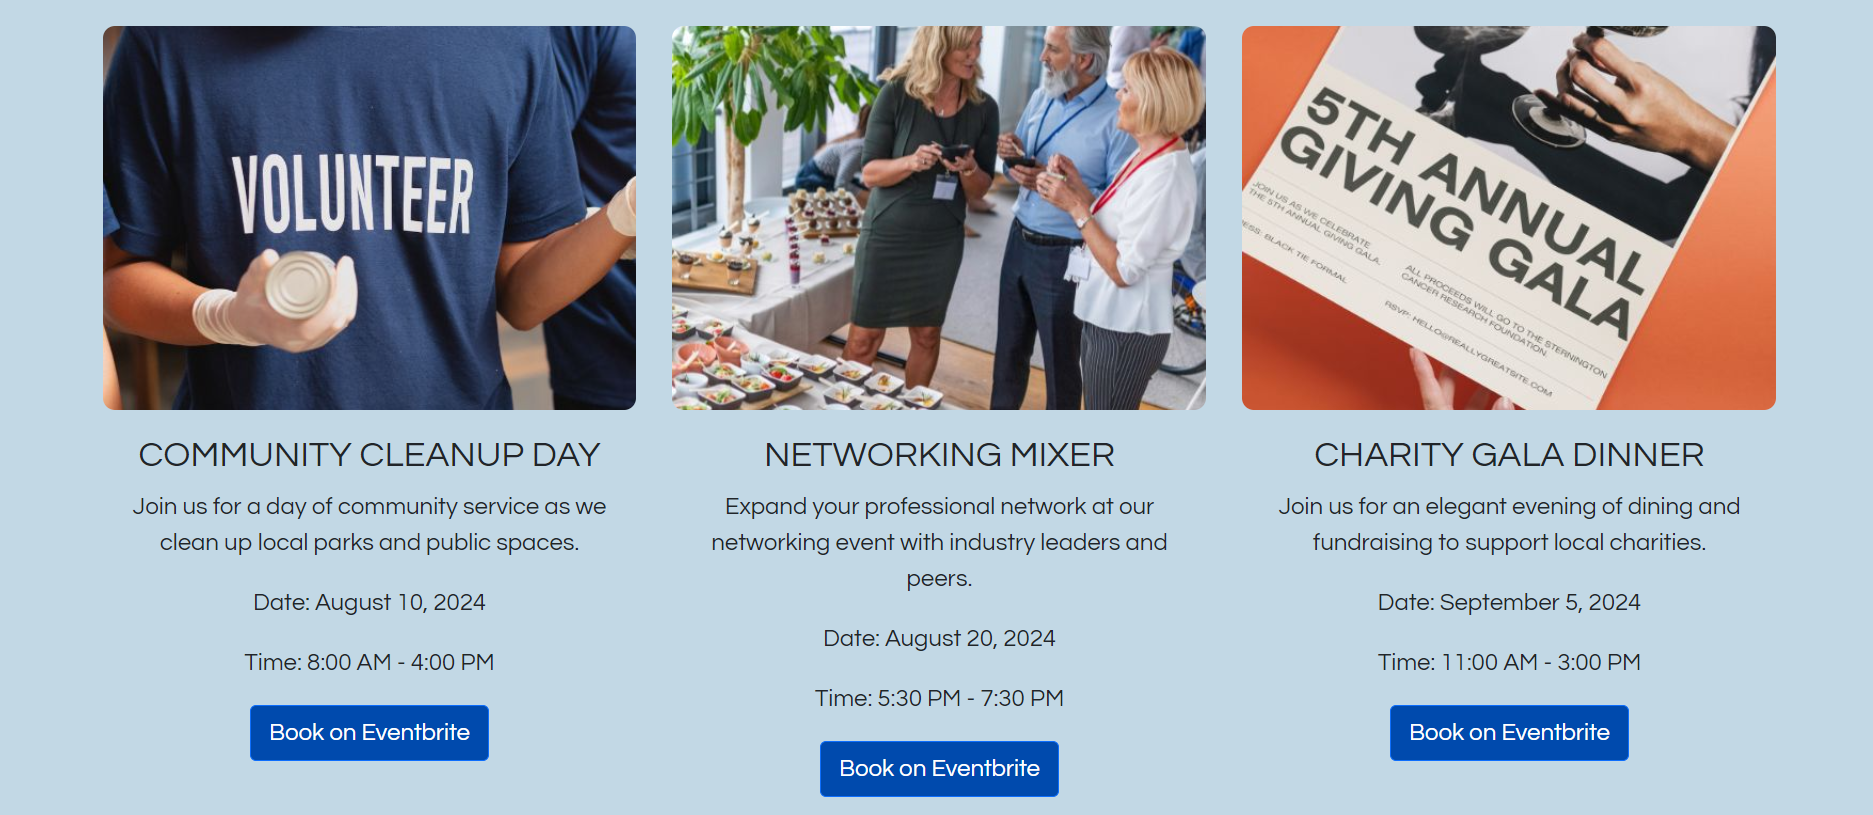 VOLUNTEER
5TH ANNUAL
GIVING GALA
JOIN US AS WE CELEBRATE
THE 5TH ANNUAL GIVING GALA.
ESS: BLACK TIE FORMAL
ALL PROCEEDS WILL GO TO THE STERNINGTON
CANCER RESEARCH FOUNDATION.
RSVP: HELLO@REALLYGREATSITE.COM
COMMUNITY CLEANUP DAY
Join us for a day of community service as we
clean up local parks and public spaces.
Date: August 10, 2024
Time: 8:00 AM - 4:00 PM
Book on Eventbrite
NETWORKING MIXER
Expand your professional network at our
networking event with industry leaders and
peers.
Date: August 20, 2024
Time: 5:30 PM - 7:30 PM
Book on Eventbrite
CHARITY GALA DINNER
Join us for an elegant evening of dining and
fundraising to support local charities.
Date: September 5, 2024
Time: 11:00 AM - 3:00 PM
Book on Eventbrite